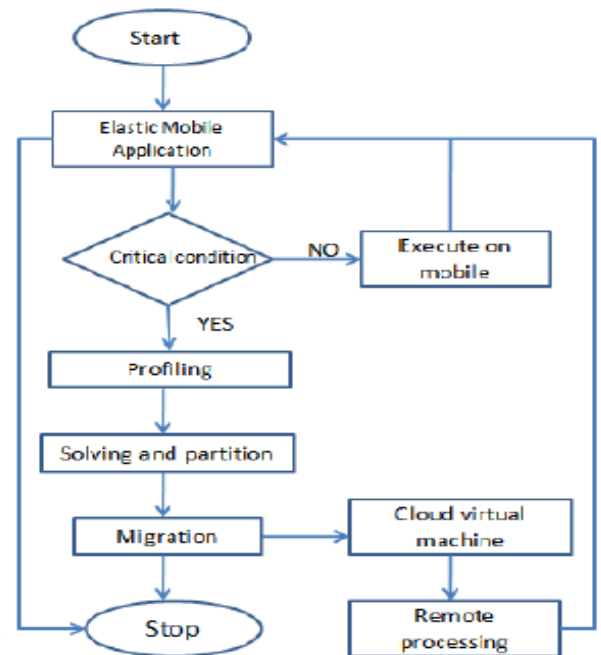 Start
Elastic Mobile
Application
Critical condition
NO
Execute on
mobile
YES
Profiling
Solving and partition
Migration
Cloud virtual
machine
Stop
Remote
processing